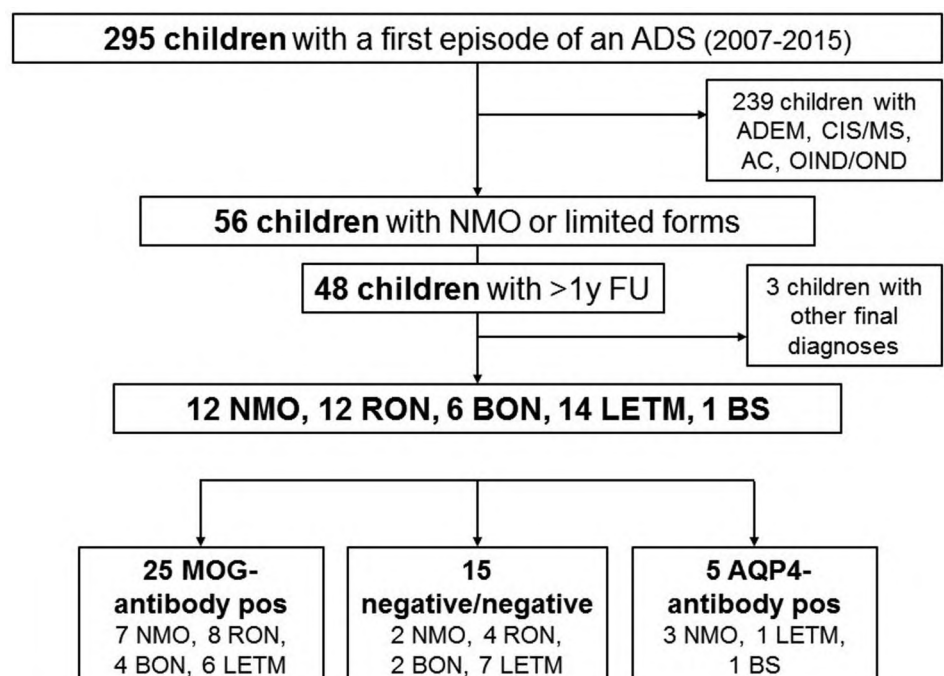 295 children with a first episode of an ADS (2007-2015)
239 children with
ADEM, CIS/MS,
AC, OIND/OND
56 children with NMO or limited forms
48 children with >1y FU
3 children with
other final
diagnoses
12 NMO, 12 RON, 6 BON, 14 LETM, 1 BS
25 MOG-
antibody pos
7 NMO, 8 RON,
4 BON, 6 LETM
15
negative/negative
2 NMO, 4 RON,
2 BON, 7 LETM
5 AQP4-
antibody pos
3 NMO, 1 LETM,
1 BS